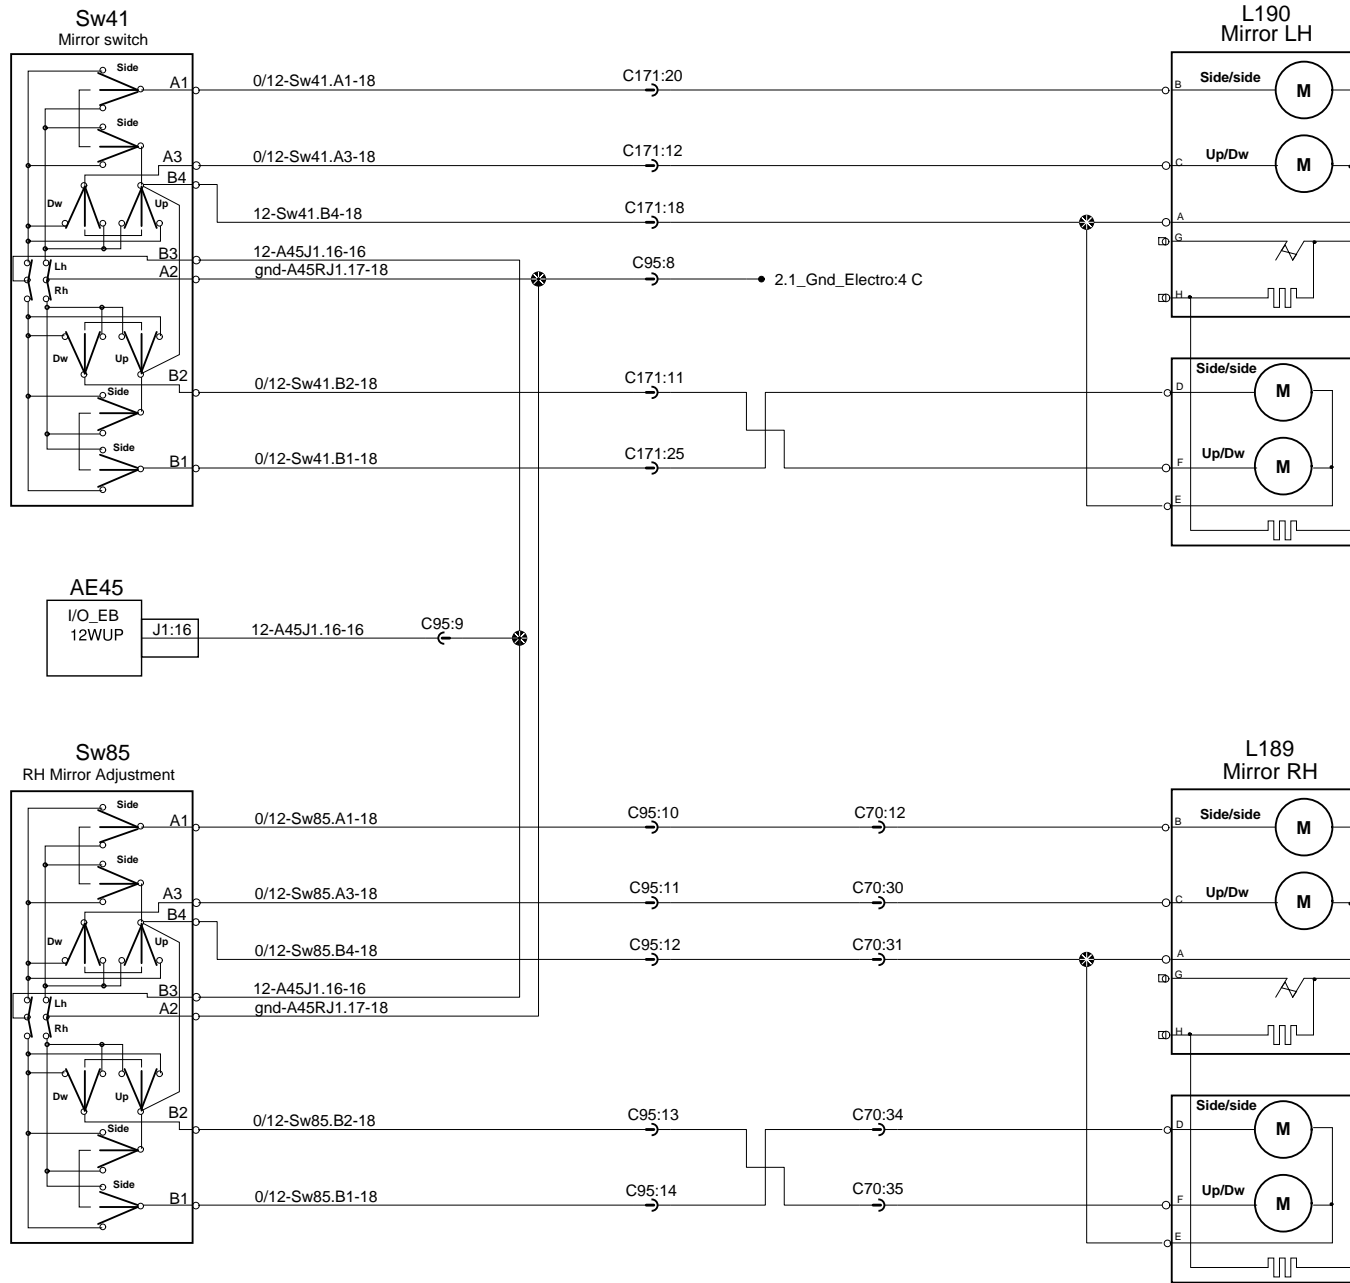 Sw41
Mirror switch
L190
Mirror LH
Side
A1
0/12-Sw41.A1-18
C171:20
B
Side/side
M
Side
A3
0/12-Sw41.A3-18
C171:12
C
Up/Dw
M
B4
Dw
Up
12-Sw41.B4-18
C171:18
A
G
B3
12-A45J1.16-16
Lh
A2
gnd-A45RJ1.17-18
C95:8
2.1_Gnd_Electro:4 C
Rh
H
Dw
Up
B2
0/12-Sw41.B2-18
C171:11
Side/side
D
M
Side
Side
B1
0/12-Sw41.B1-18
C171:25
F
Up/Dw
M
E
AE45
I/O_EB
12WUP
J1:16
12-A45J1.16-16
C95:9
Sw85
RH Mirror Adjustment
L189
Mirror RH
Side
A1
0/12-Sw85.A1-18
C95:10
C70:12
B
Side/side
M
Side
A3
0/12-Sw85.A3-18
C95:11
C70:30
C
Up/Dw
M
B4
Dw
Up
0/12-Sw85.B4-18
C95:12
C70:31
A
G
B3
12-A45J1.16-16
Lh
A2
gnd-A45RJ1.17-18
Rh
H
Dw
Up
B2
0/12-Sw85.B2-18
C95:13
C70:34
Side/side
D
M
Side
Side
B1
0/12-Sw85.B1-18
C95:14
C70:35
F
Up/Dw
M
E